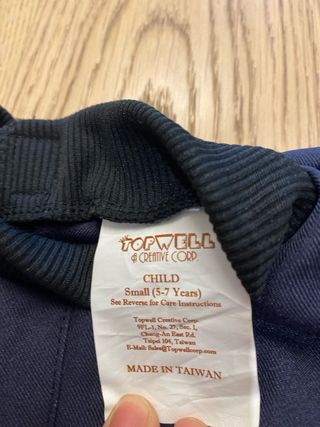 TOPWELL
CREATIVE CORP.
CHILD
Small (5-7 Years)
See Reverse for Care Instructions
Topwell Creative Corp.
9FL-1, No. 27, Sec. 1,
Chung-An East Rd.
Taipei 104, Taiwan
E-Mail: Sales@Topwellcorp.com
MADE IN TAIWAN